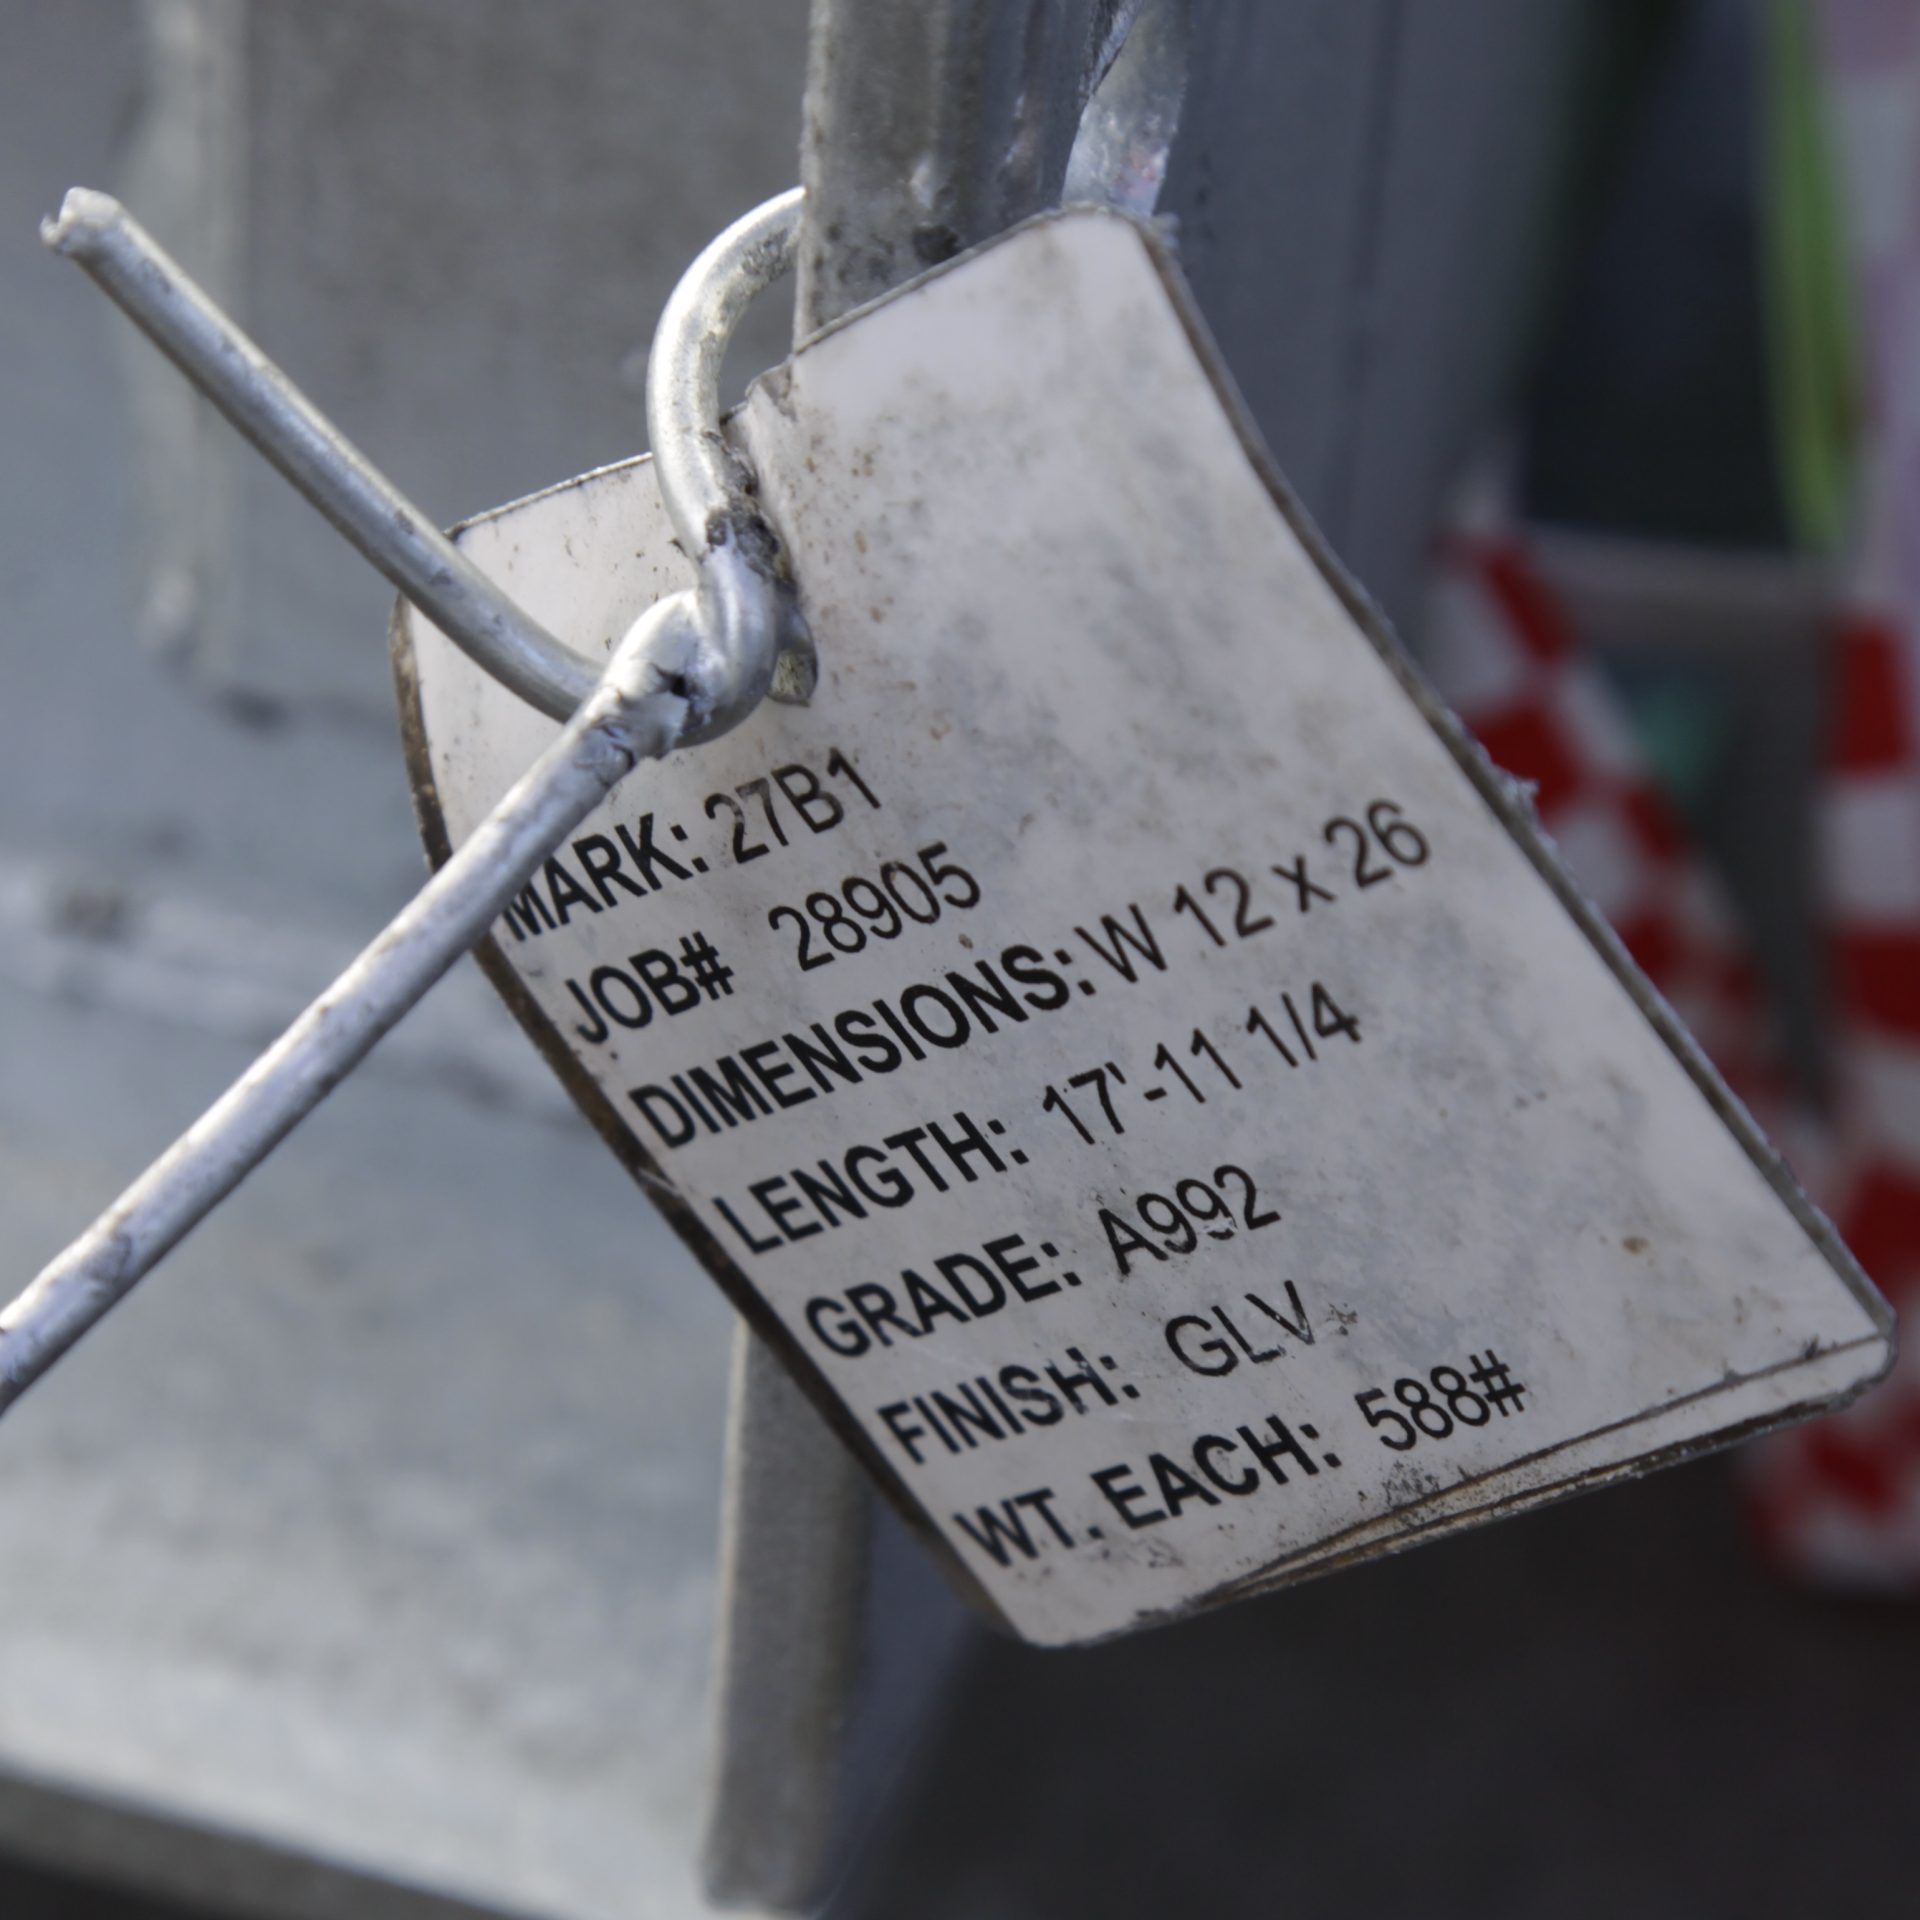 MARK: 27B1
JOB# 28905
DIMENSIONS: W 12 x 26
LENGTH: 17'-11 1/4
GRADE: A992
FINISH: GLV
WT. EACH: 588#